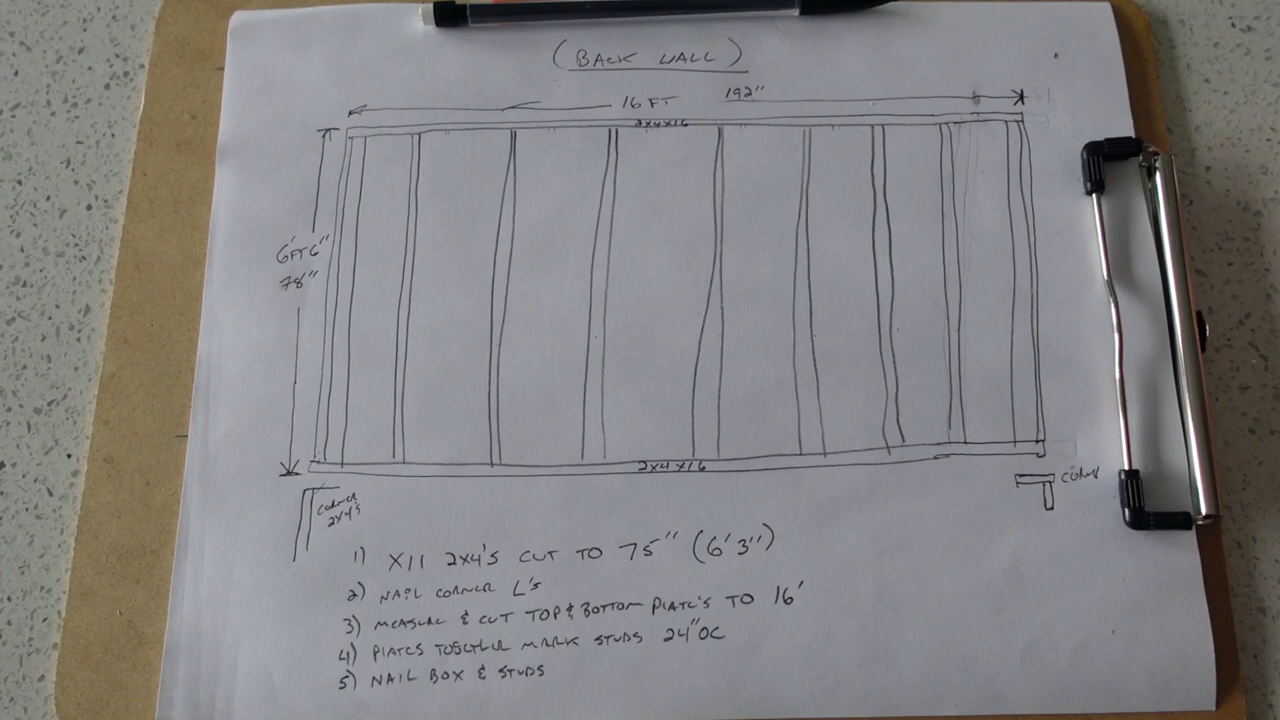 (BACK WALL)
16 FT 192"
2X4X16
6'FT6"
78"
2X4X16
CORNER
2X4'S
CORNER
1) X11 2X4'S CUT TO 75" (6'3")
2) NAIL CORNER L'S
3) MEASURE & CUT TOP & BOTTOM PLATE'S TO 16'
4) PLATES TOGETHER MARK STUDS 24"OC
5) NAIL BOX & STUDS